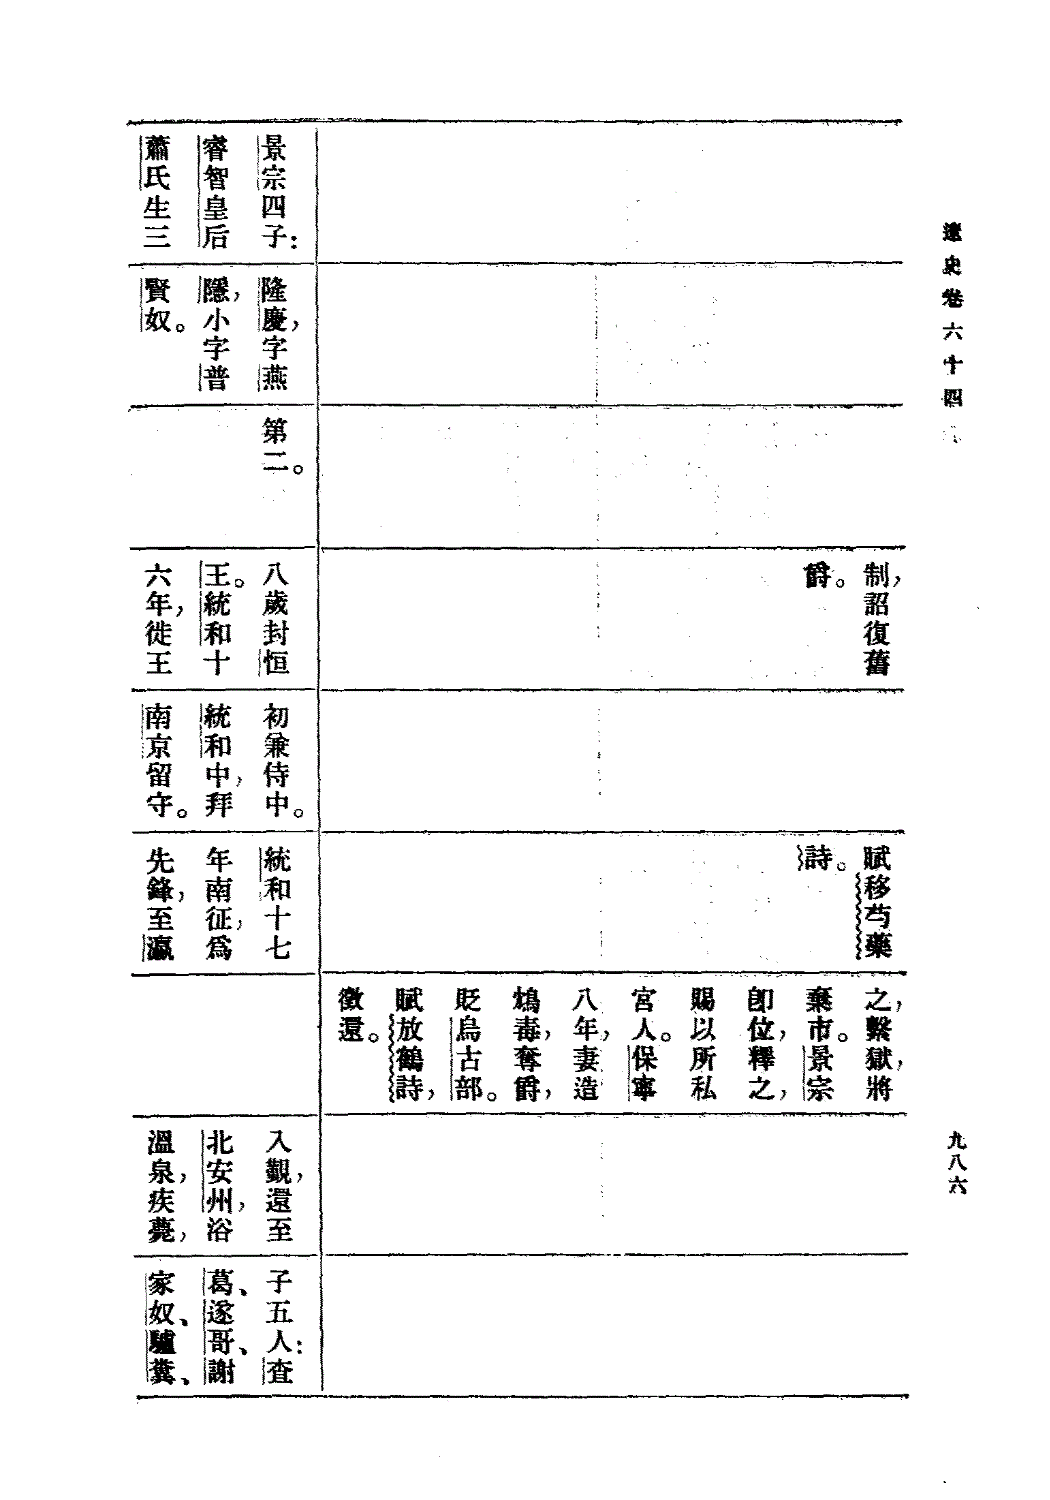 遼史卷六十四
九八六
制，詔復舊
爵。
賦移芍藥
詩。
之，繫獄，將
棄市。景宗
卽位，釋之，
賜以所私
宮人。保寧
八年，妻造
鴆毒，奪爵，
貶烏古部。
賦放鶴詩，
徵還。
景宗四子：
睿智皇后
蕭氏生三
隆慶，字燕
隱，小字普
賢奴。
第二。
八歲封恒
王。統和十
六年，徙王
初兼侍中。
統和中，拜
南京留守。
統和十七
年南征，爲
先鋒，至瀛
入覲，還至
北安州，浴
溫泉，疾薨，
子五人：查
葛、遂哥、謝
家奴、驢糞、